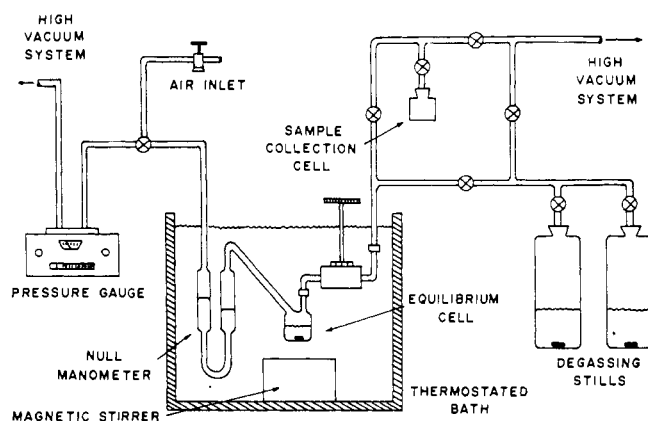 HIGH
VACUUM
SYSTEM
AIR INLET
HIGH
VACUUM
SYSTEM
SAMPLE
COLLECTION
CELL
PRESSURE GAUGE
NULL
MANOMETER
EQUILIBRIUM
CELL
MAGNETIC STIRRER
THERMOSTATED
BATH
DEGASSING
STILLS